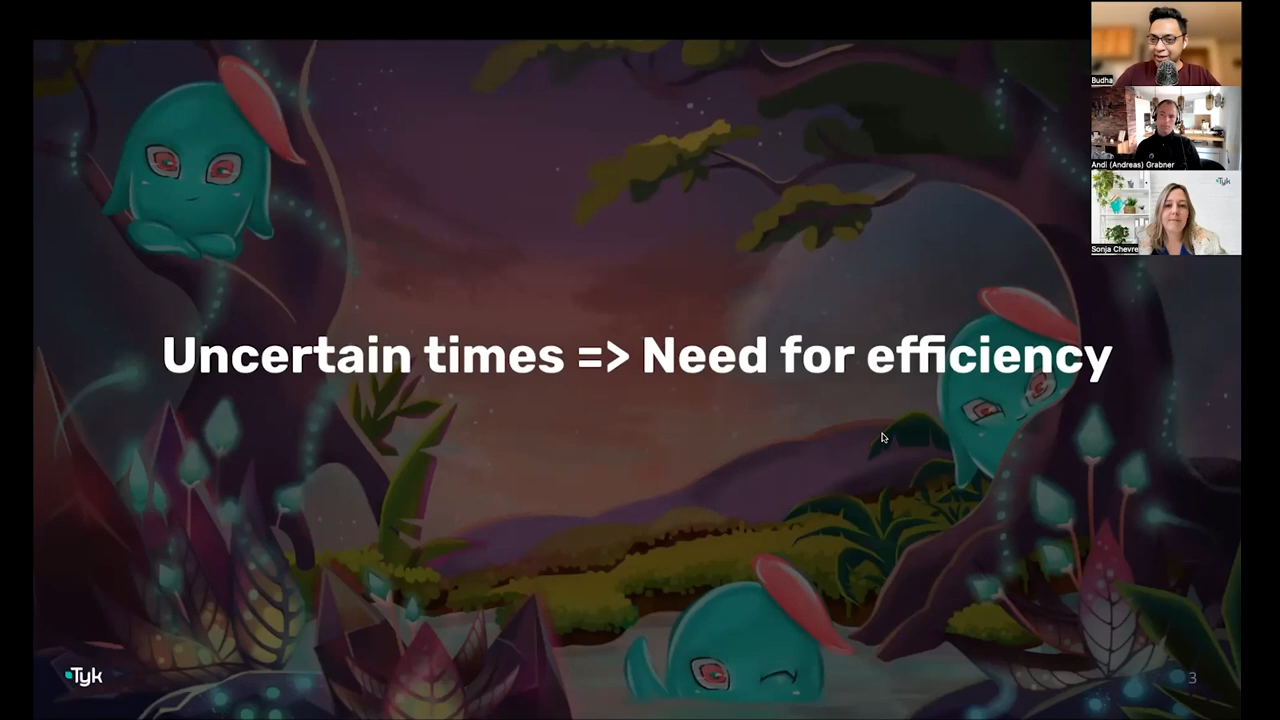 Budha
Andi (Andreas) Grabner
Tyk
Sonja Chevre
Uncertain times => Need for efficiency
Tyk
3